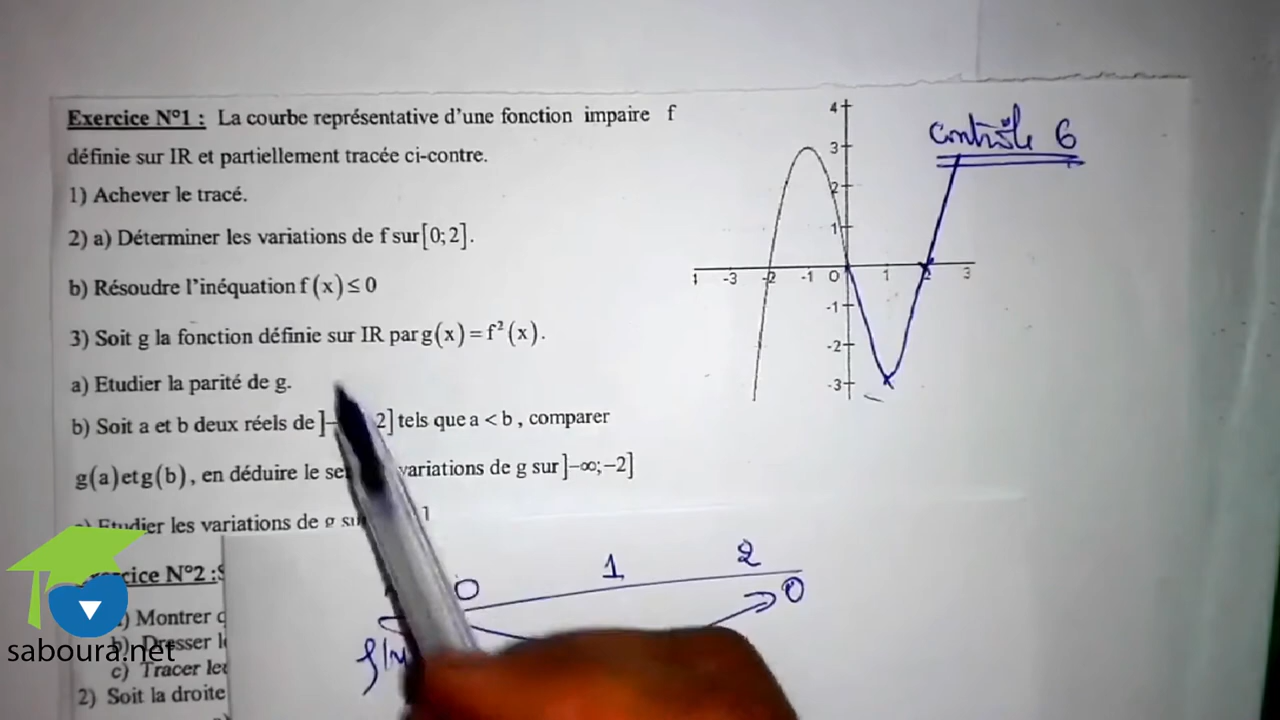 Exercice N°1 : La courbe représentative d'une fonction impaire f
définie sur IR et partiellement tracée ci-contre.
1) Achever le tracé.
2) a) Déterminer les variations de f sur [0; 2].
b) Résoudre l'inéquation f(x) ≤ 0
3) Soit g la fonction définie sur IR par g(x) = f²(x).
a) Etudier la parité de g.
b) Soit a et b deux réels de ]- 2] tels que a < b, comparer
g(a) et g(b), en déduire le variations de g sur ]-∞; -2]
Etudier les variations de g
Exercice N°2 :
Montrer
b) Dresser
c) Tracer
2) Soit la droite
contrôle 6
4
3
2
1
-3 -2 -1 O 1 2 3
-1
-2
-3
0 1 2
0
saboura.net